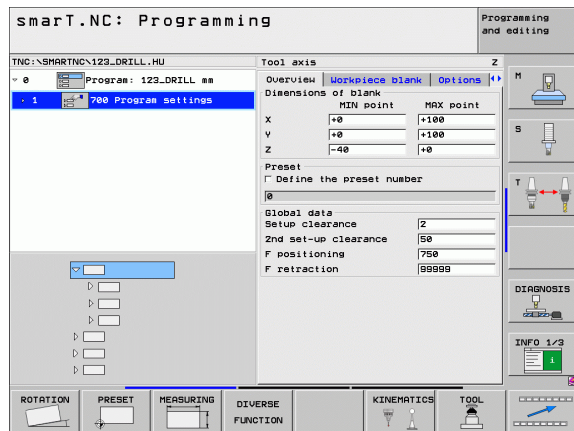 smarT.NC: Programming
Programming
and editing
TNC:\SMARTNC\123_DRILL.HU
Tool axis Z
0 Program: 123_DRILL mm
1 700 Program settings
Overview Workpiece blank Options
Dimensions of blank
MIN point MAX point
X +0 +100
Y +0 +100
Z -40 +0
Preset
Define the preset number
0
Global data
Setup clearance 2
2nd set-up clearance 50
F positioning 750
F retraction 99999
M
S
T
DIAGNOSIS
INFO 1/3
i
ROTATION
PRESET
MEASURING
DIVERSE
FUNCTION
KINEMATICS
TOOL